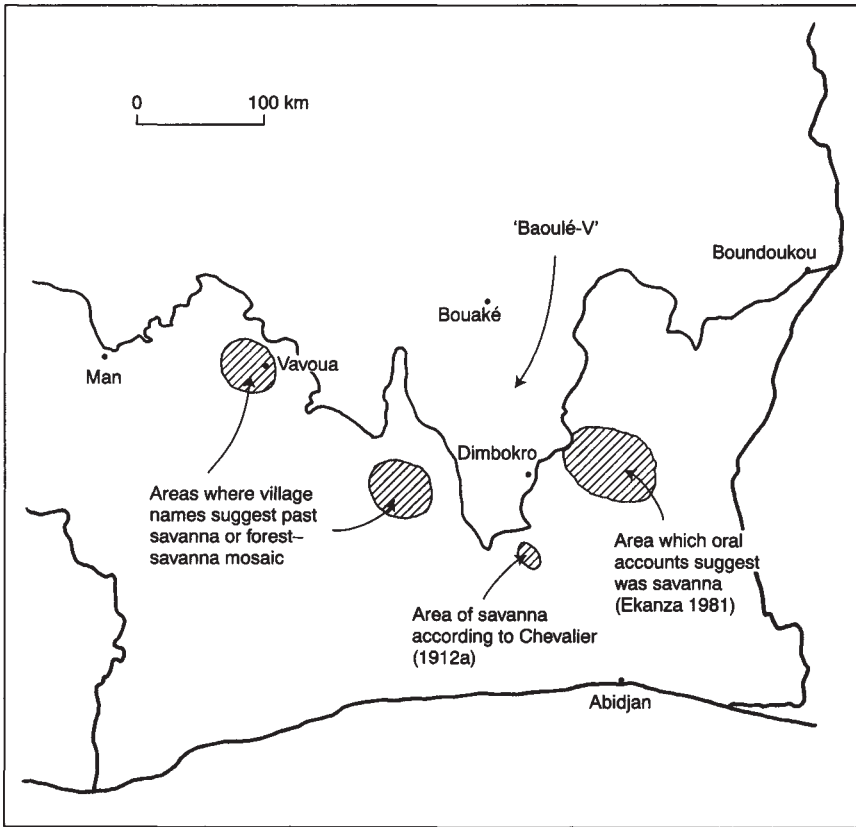 0 100 km
'Baoulé-V'
Boundoukou
Bouaké
Man
Vavoua
Dimbokro
Areas where village
names suggest past
savanna or forest–
savanna mosaic
Area of savanna
according to Chevalier
(1912a)
Area which oral
accounts suggest
was savanna
(Ekanza 1981)
Abidjan